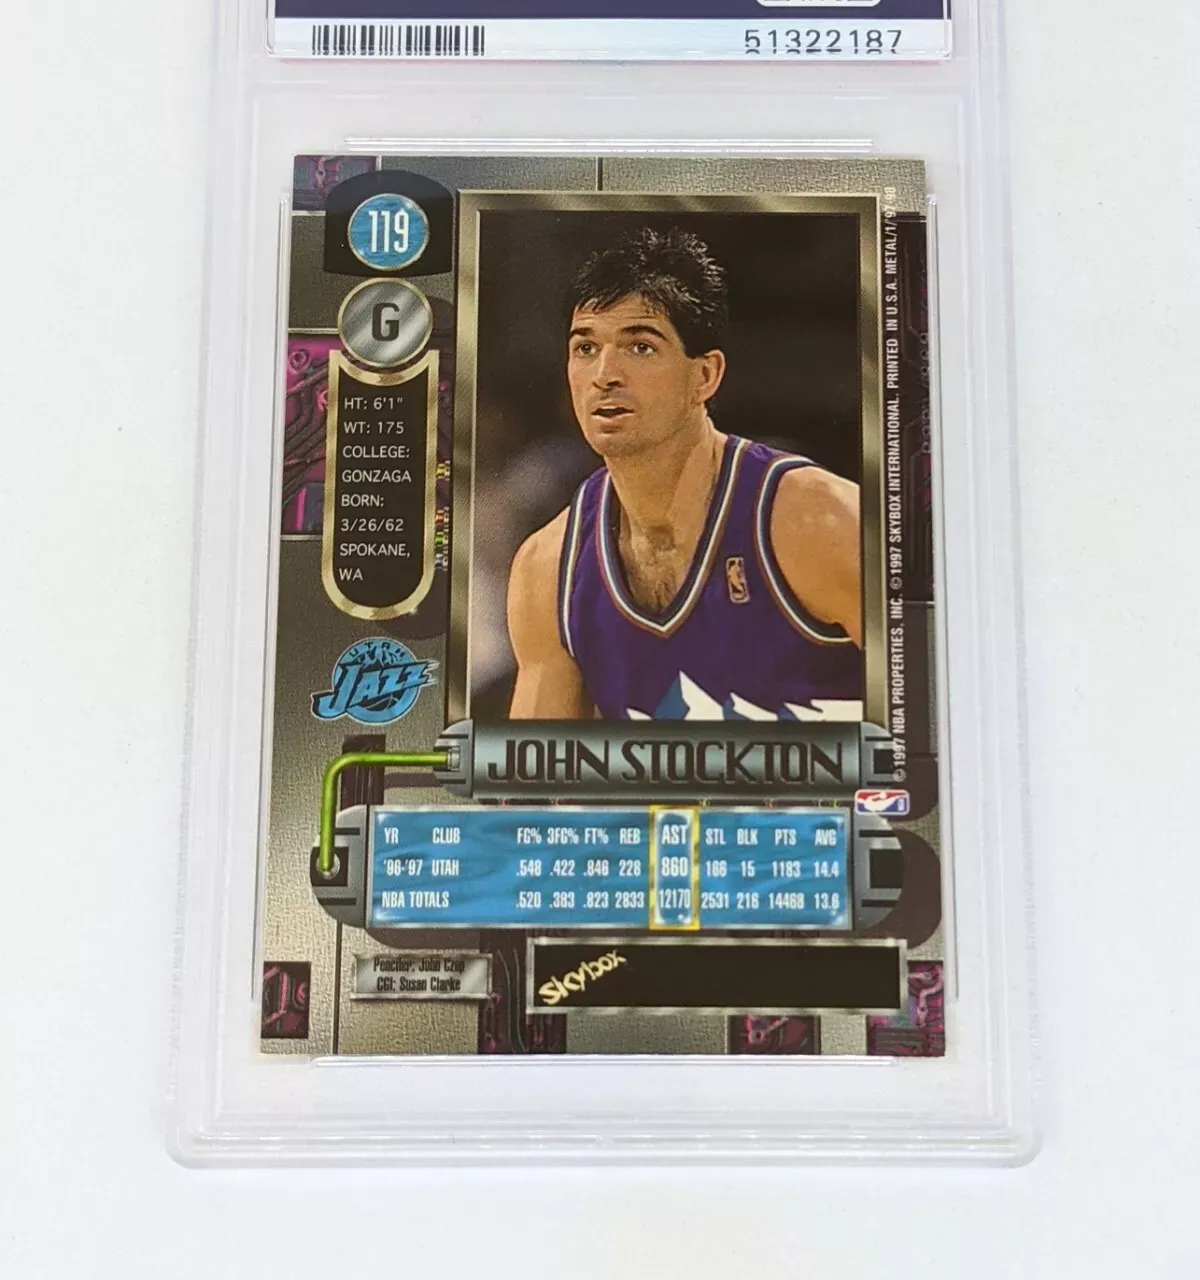 51322187
119
G
HT: 6'1"
WT: 175
COLLEGE:
GONZAGA
BORN:
3/26/62
SPOKANE,
WA
UTAH
JAZZ
©1997 NBA PROPERTIES, INC. ©1997 SKYBOX INTERNATIONAL. PRINTED IN U.S.A. METAL/1/'97-98
JOHN STOCKTON
YR CLUB FG% 3FG% FT% REB AST STL BLK PTS AVG
'96-'97 UTAH .548 .422 .846 228 860 166 15 1183 14.4
NBA TOTALS .520 .383 .823 2833 12170 2531 216 14468 13.6
Penciler: John Czop
CGI: Susan Clarke
Skybox